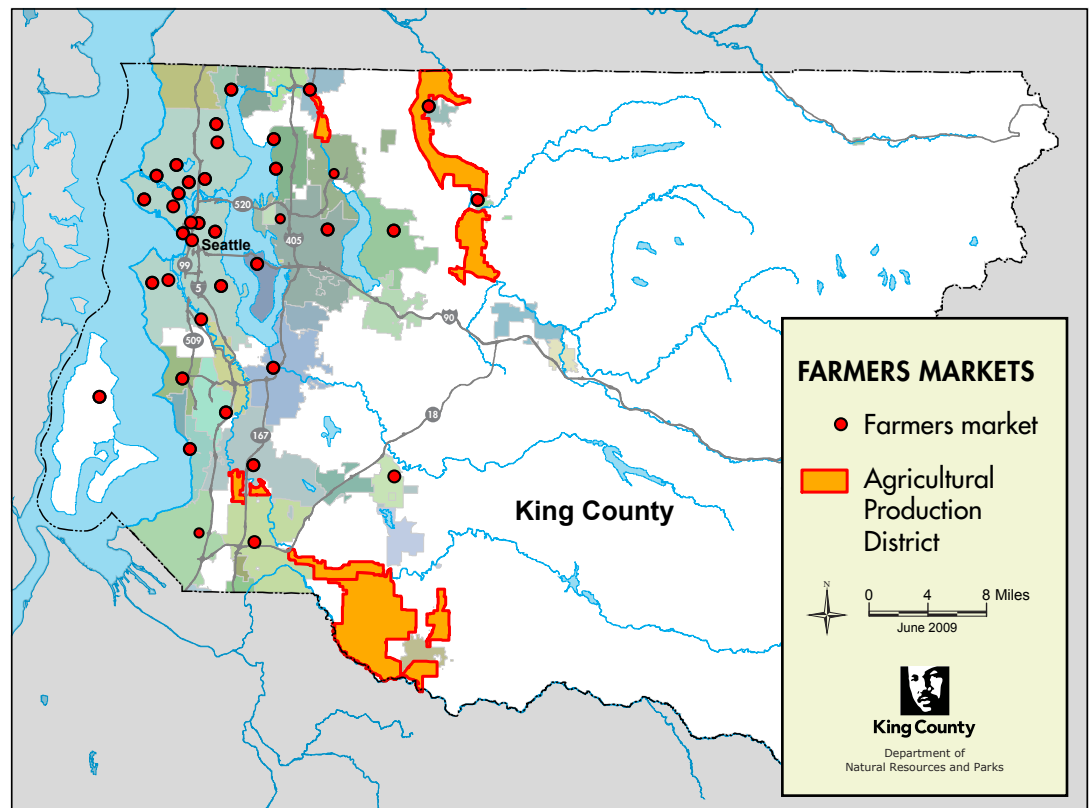 520
405
Seattle
99
5
90
509
18
167
King County
FARMERS MARKETS
Farmers market
Agricultural
Production
District
N
0 4 8 Miles
June 2009
King County
Department of
Natural Resources and Parks